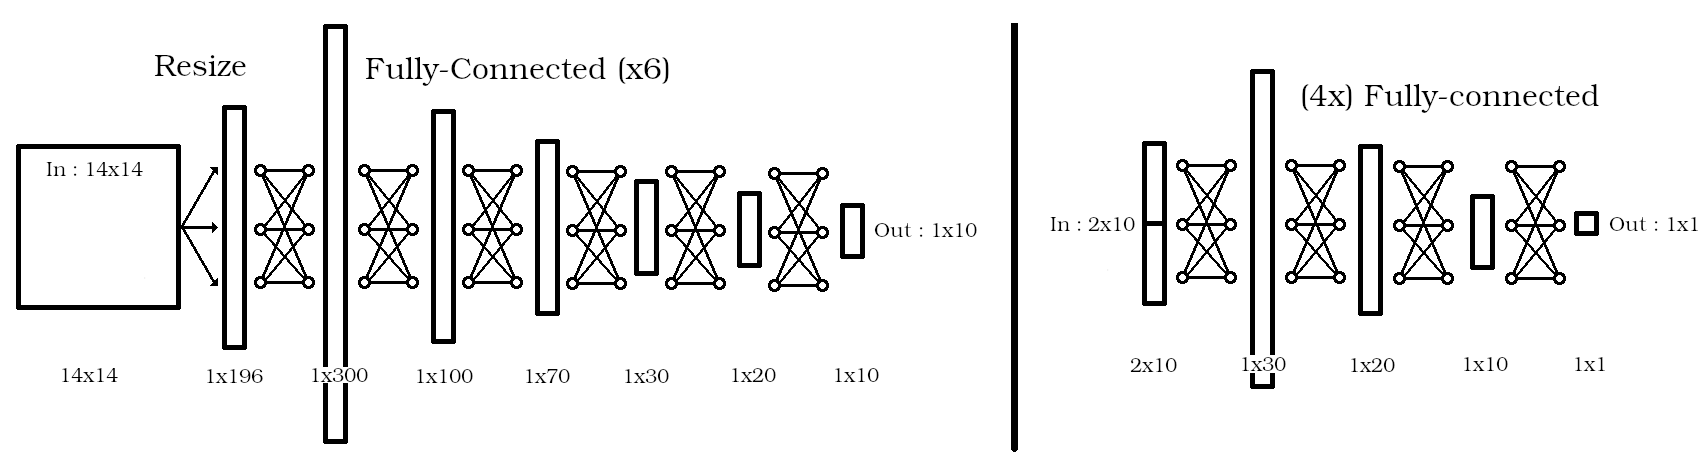 Resize
Fully-Connected (x6)
In : 14x14
Out : 1x10
14x14
1x196
1x300
1x100
1x70
1x30
1x20
1x10
(4x) Fully-connected
In : 2x10
Out : 1x1
2x10
1x30
1x20
1x10
1x1